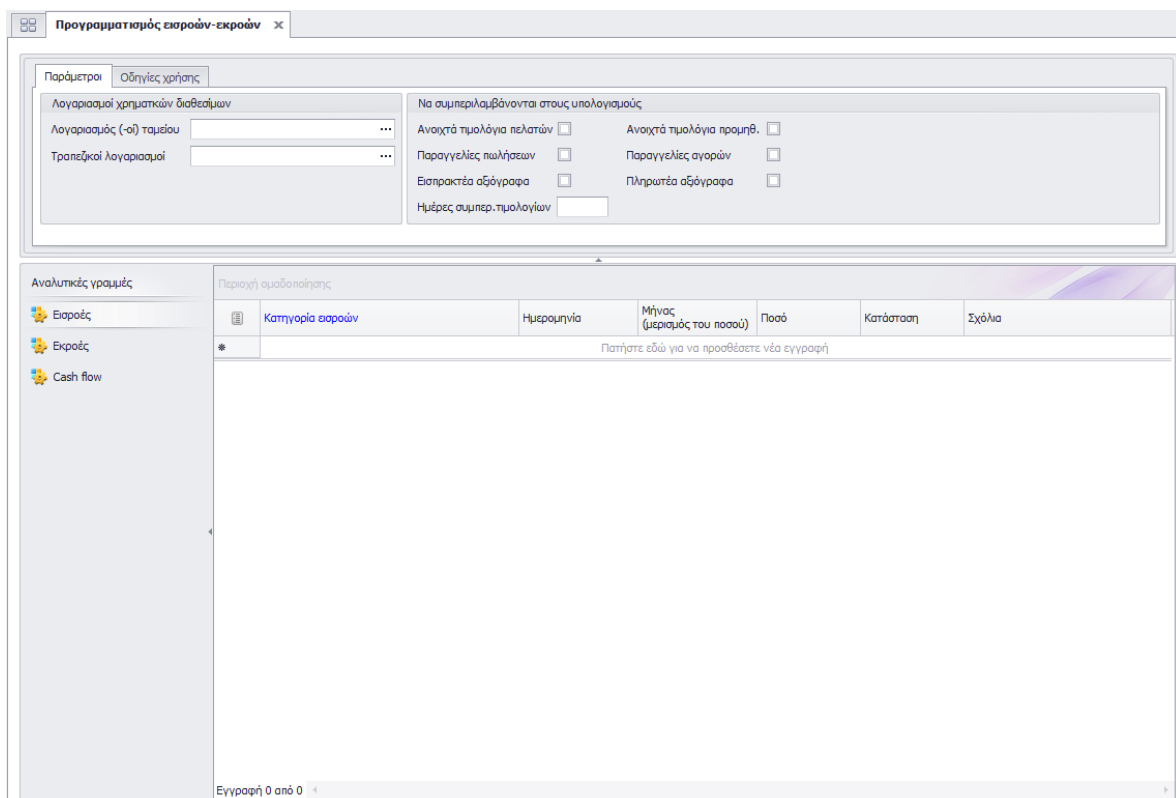 Προγραμματισμός εισροών-εκροών
Παράμετροι Οδηγίες χρήσης
Λογαριασμοί χρηματκών διαθεσίμων Να συμπεριλαμβάνονται στους υπολογισμούς
Λογαριασμός (-οί) ταμείου ... Ανοιχτά τιμολόγια πελατών Ανοιχτά τιμολόγια προμηθ.
Τραπεζικοί λογαριασμοί ... Παραγγελίες πωλήσεων Παραγγελίες αγορών
Εισπρακτέα αξιόγραφα Πληρωτέα αξιόγραφα
Ημέρες συμπερ.τιμολογίων
Αναλυτικές γραμμές Περιοχή ομαδοποίησης
Εισροές
Κατηγορία εισροών Ημερομηνία Μήνας (μερισμός του ποσού) Ποσό Κατάσταση Σχόλια
Εκροές Πατήστε εδώ για να προσθέσετε νέα εγγραφή
Cash flow
Εγγραφή 0 από 0